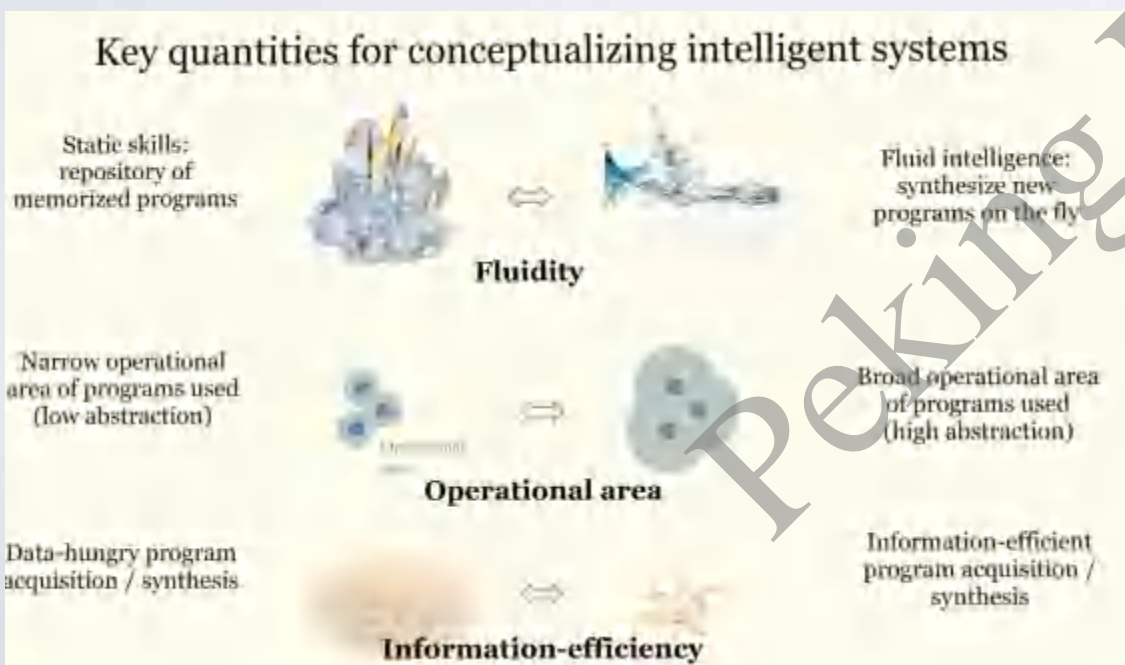 Key quantities for conceptualizing intelligent systems
Static skills:
repository of
memorized programs
Fluid intelligence:
synthesize new
programs on the fly
Fluidity
Narrow operational
area of programs used
(low abstraction)
Broad operational area
of programs used
(high abstraction)
Operational
Operational area
Data-hungry program
acquisition / synthesis
Information-efficient
program acquisition /
synthesis
Information-efficiency
Peking